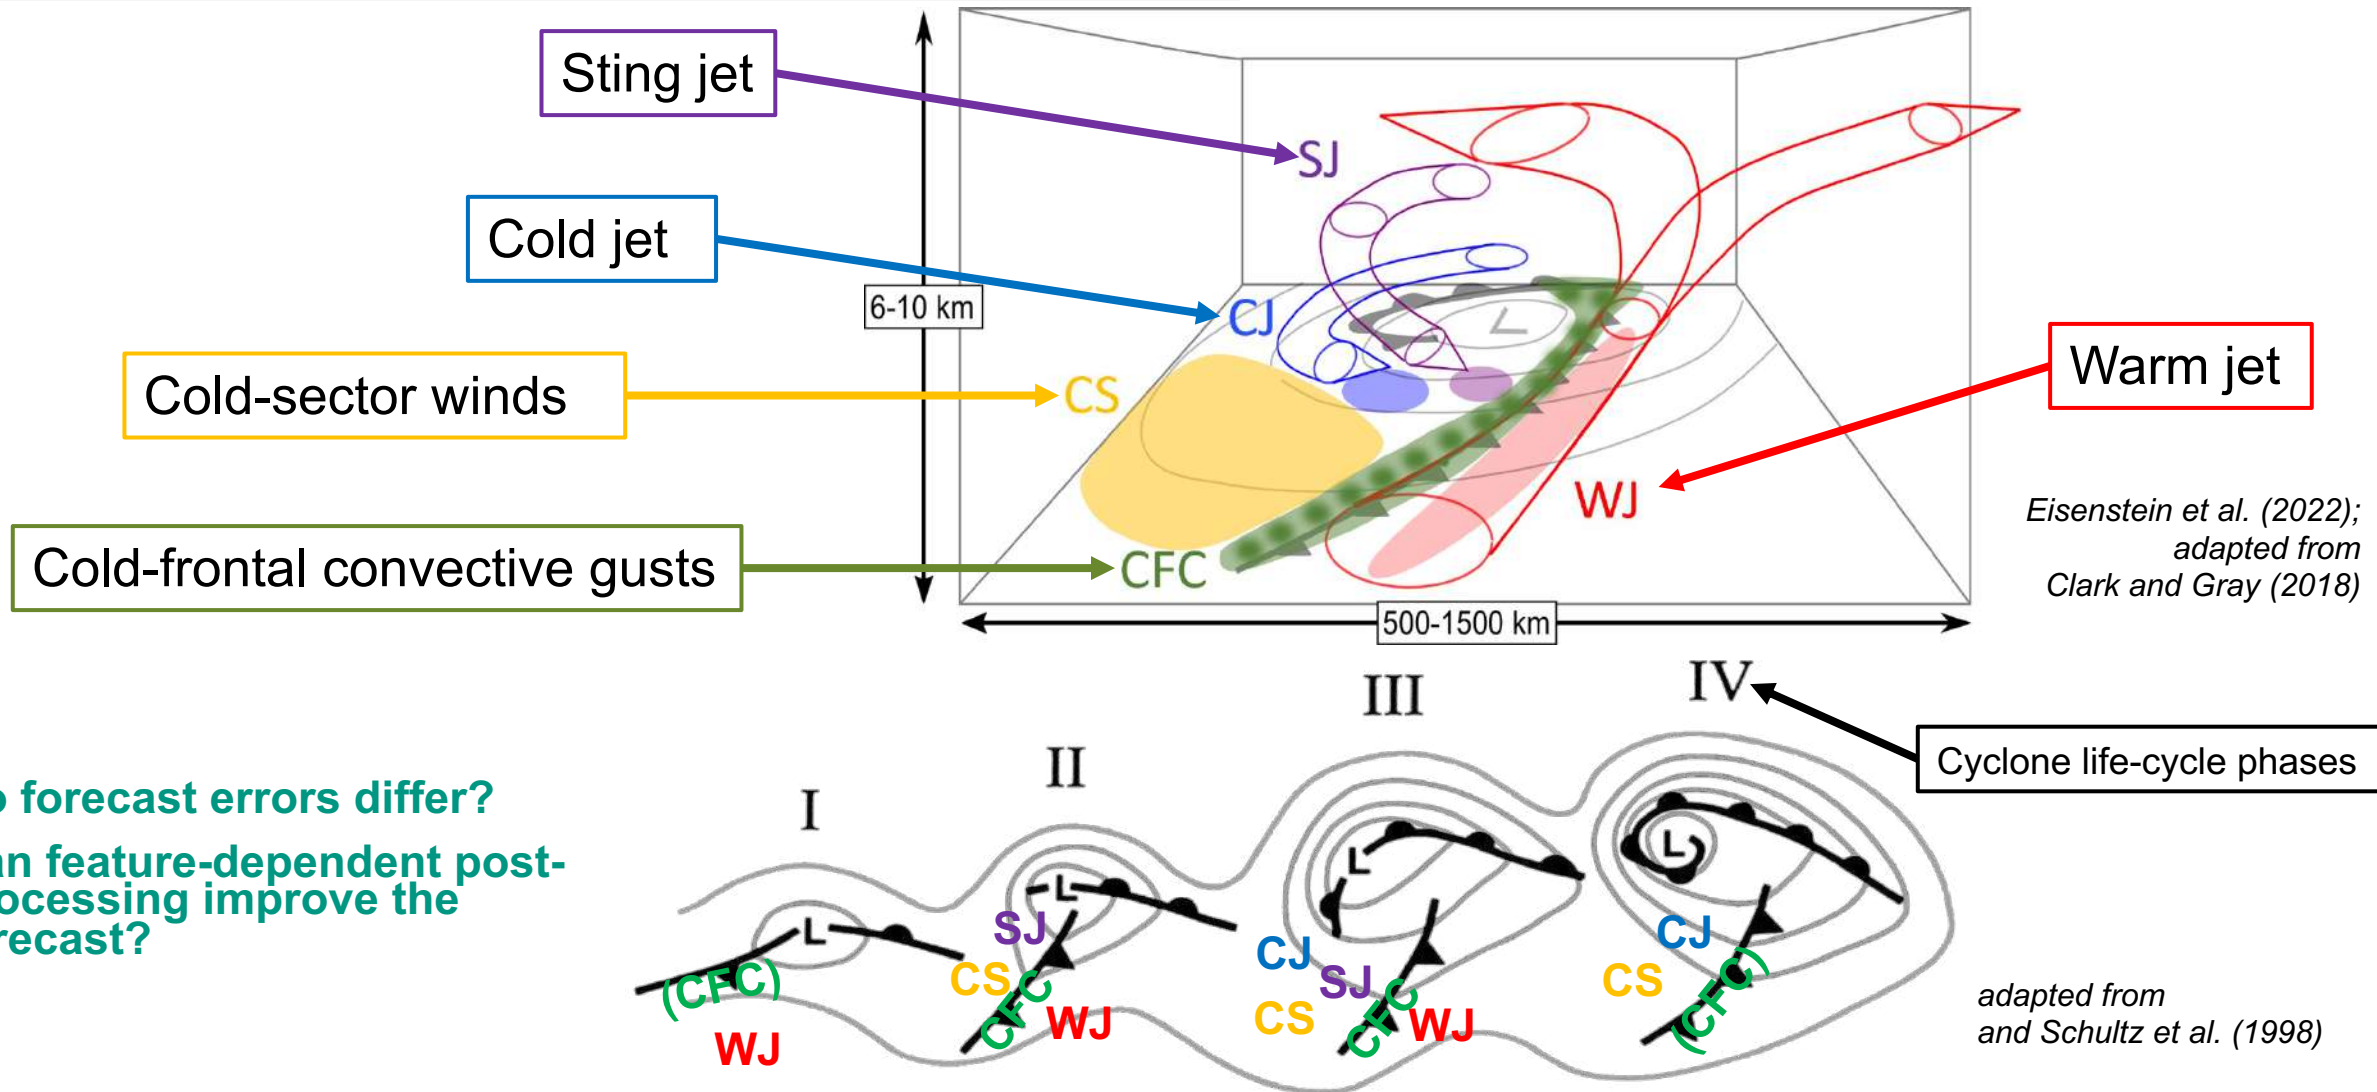 Sting jet
SJ
Cold jet
6-10 km
CJ
Cold-sector winds
CS
L
Warm jet
WJ
Cold-frontal convective gusts
CFC
Eisenstein et al. (2022);
adapted from
Clark and Gray (2018)
500-1500 km
I
II
III
IV
Cyclone life-cycle phases
forecast errors differ?
feature-dependent post-
improve the
L
(CFC)
WJ
L
SJ
CS
CFC
WJ
L
CJ
SJ
CS
CFC
WJ
L
CJ
CS
(CFC)
adapted from
and Schultz et al. (1998)